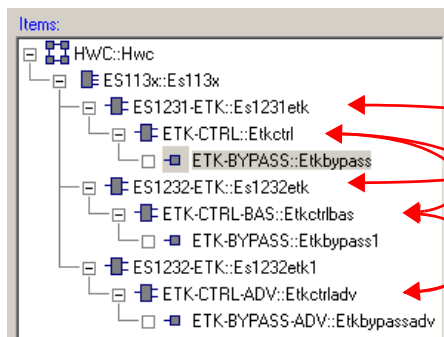 Items:
HWC::Hwc
ES113x::Es113x
ES1231-ETK::Es1231etk
ETK-CTRL::Etkctrl
ETK-BYPASS::Etkbypass
ES1232-ETK::Es1232etk
ETK-CTRL-BAS::Etkctrlbas
ETK-BYPASS::Etkbypass1
ES1232-ETK::Es1232etk1
ETK-CTRL-ADV::Etkctrladv
ETK-BYPASS-ADV::Etkbypassadv